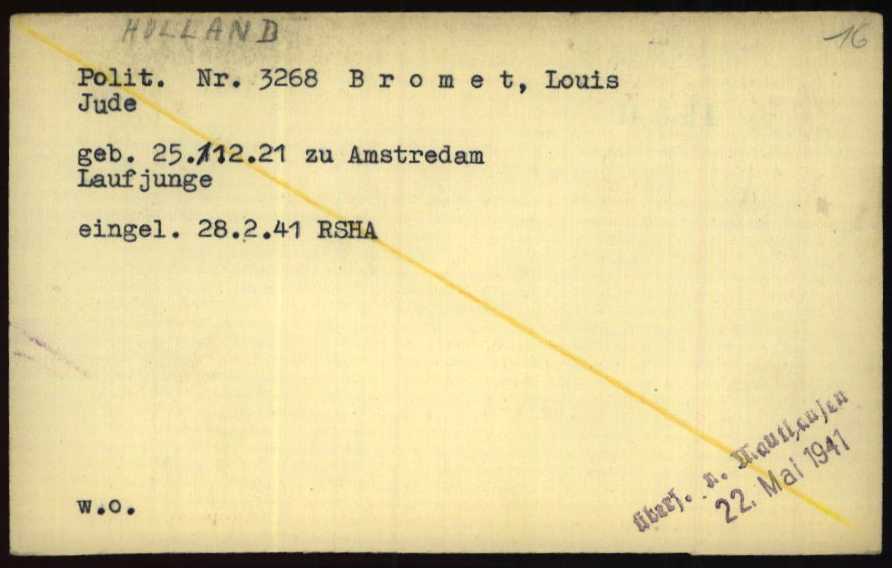 HOLLAND
16
Polit. Nr. 3268 B r o m e t, Louis
Jude
geb. 25.112.21 zu Amstredam
Laufjunge
eingel. 28.2.41 RSHA
überf. n. Mauthausen
22. Mai 1941
w.o.